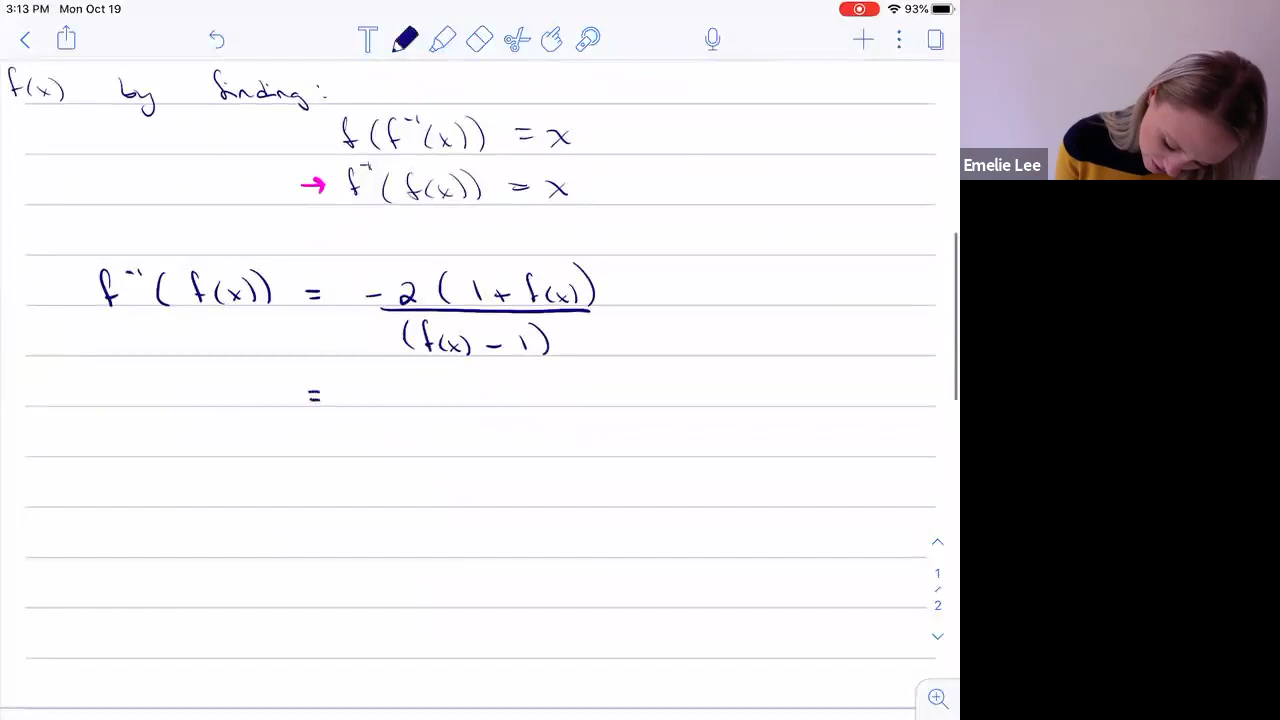 3:13 PM Mon Oct 19
93%
T
f(x) by finding:
f(f⁻¹(x)) = x
→ f⁻¹(f(x)) = x
f⁻¹(f(x)) = -2(1+f(x))
(f(x) - 1)
=
Emelie Lee
1
/
2